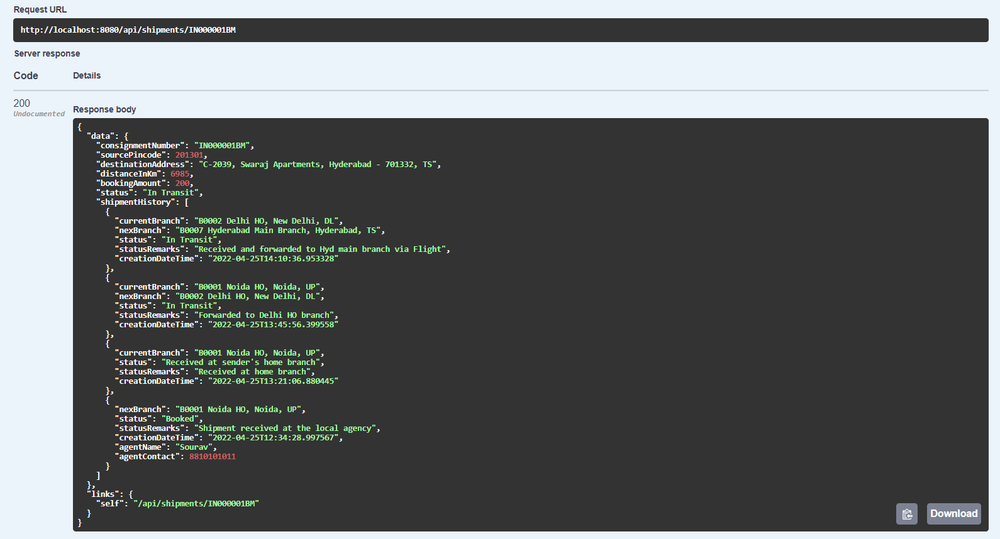 Request URL
http://localhost:8080/api/shipments/IN000001BM
Server response
Code Details
200
Undocumented
Response body
{
  "data": {
    "consignmentNumber": "IN000001BM",
    "sourcePincode": 201301,
    "destinationAddress": "C-2039, Swaraj Apartments, Hyderabad - 701332, TS",
    "distanceInKm": 6985,
    "bookingAmount": 200,
    "status": "In Transit",
    "shipmentHistory": [
      {
        "currentBranch": "B0002 Delhi HO, New Delhi, DL",
        "nexBranch": "B0007 Hyderabad Main Branch, Hyderabad, TS",
        "status": "In Transit",
        "statusRemarks": "Received and forwarded to Hyd main branch via Flight",
        "creationDateTime": "2022-04-25T14:10:36.953328"
      },
      {
        "currentBranch": "B0001 Noida HO, Noida, UP",
        "nexBranch": "B0002 Delhi HO, New Delhi, DL",
        "status": "In Transit",
        "statusRemarks": "Forwarded to Delhi HO branch",
        "creationDateTime": "2022-04-25T13:45:56.399558"
      },
      {
        "currentBranch": "B0001 Noida HO, Noida, UP",
        "status": "Received at sender's home branch",
        "statusRemarks": "Received at home branch",
        "creationDateTime": "2022-04-25T13:21:06.880445"
      },
      {
        "nexBranch": "B0001 Noida HO, Noida, UP",
        "status": "Booked",
        "statusRemarks": "Shipment received at the local agency",
        "creationDateTime": "2022-04-25T12:34:28.997567",
        "agentName": "Sourav",
        "agentContact": 8810101011
      }
    ]
  },
  "links": {
    "self": "/api/shipments/IN000001BM"
  }
}
Download